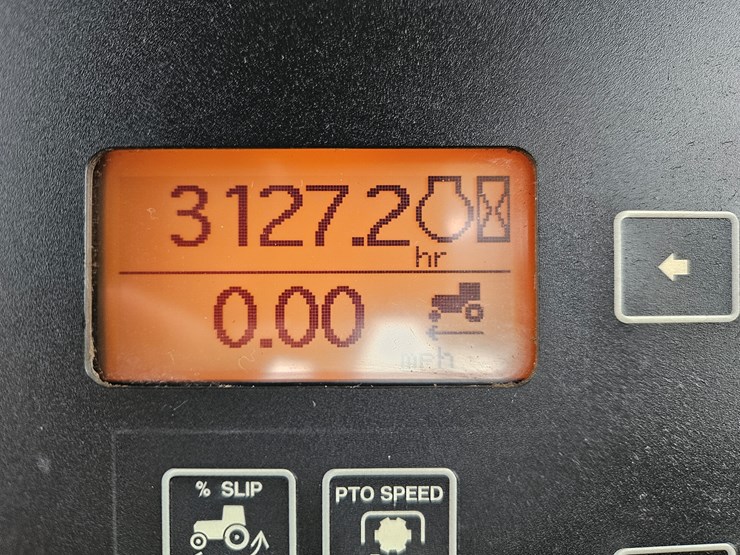 3127.2
hr
0.00
mph
% SLIP
PTO SPEED